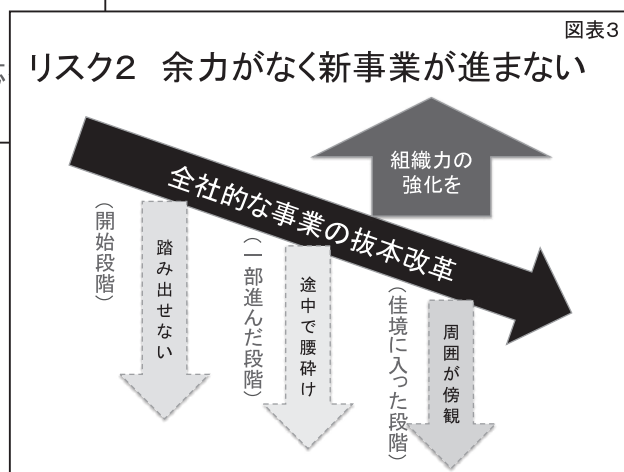 図表3
リスク2　余力がなく新事業が進まない
組織力の
強化を
全社的な事業の抜本改革
（開始段階）
踏み出せない
（一部進んだ段階）
途中で腰砕け
（佳境に入った段階）
周囲が傍観